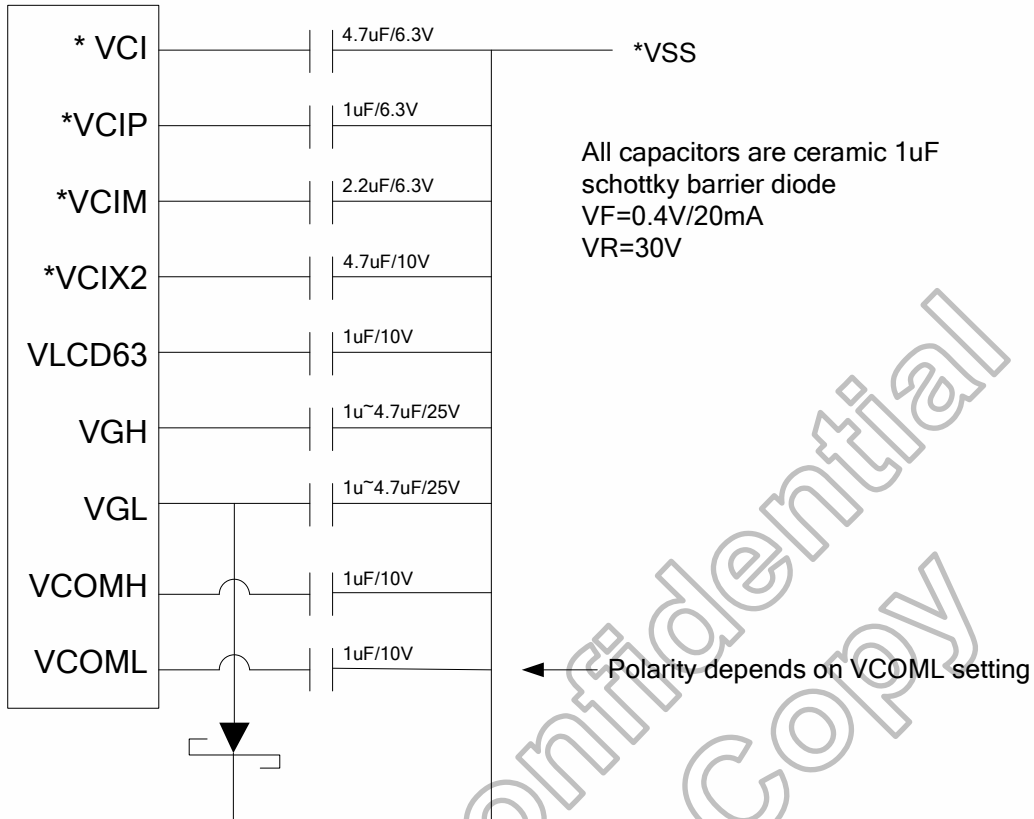 * VCI
4.7uF/6.3V
*VSS
*VCIP
1uF/6.3V
*VCIM
2.2uF/6.3V
*VCIX2
4.7uF/10V
VLCD63
1uF/10V
VGH
1u~4.7uF/25V
VGL
1u~4.7uF/25V
VCOMH
1uF/10V
VCOML
1uF/10V
All capacitors are ceramic 1uF
schottky barrier diode
VF=0.4V/20mA
VR=30V
Polarity depends on VCOML setting
onfidential
Copy